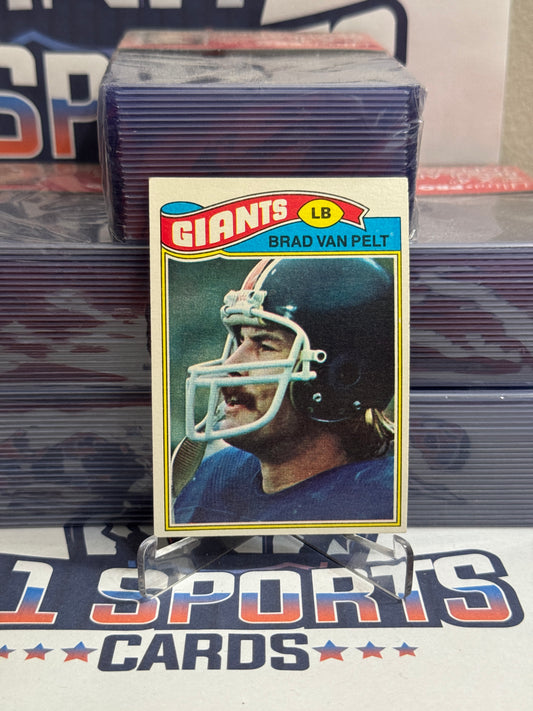 GIANTS
LB
BRAD VAN PELT
1 SPORTS
CARDS